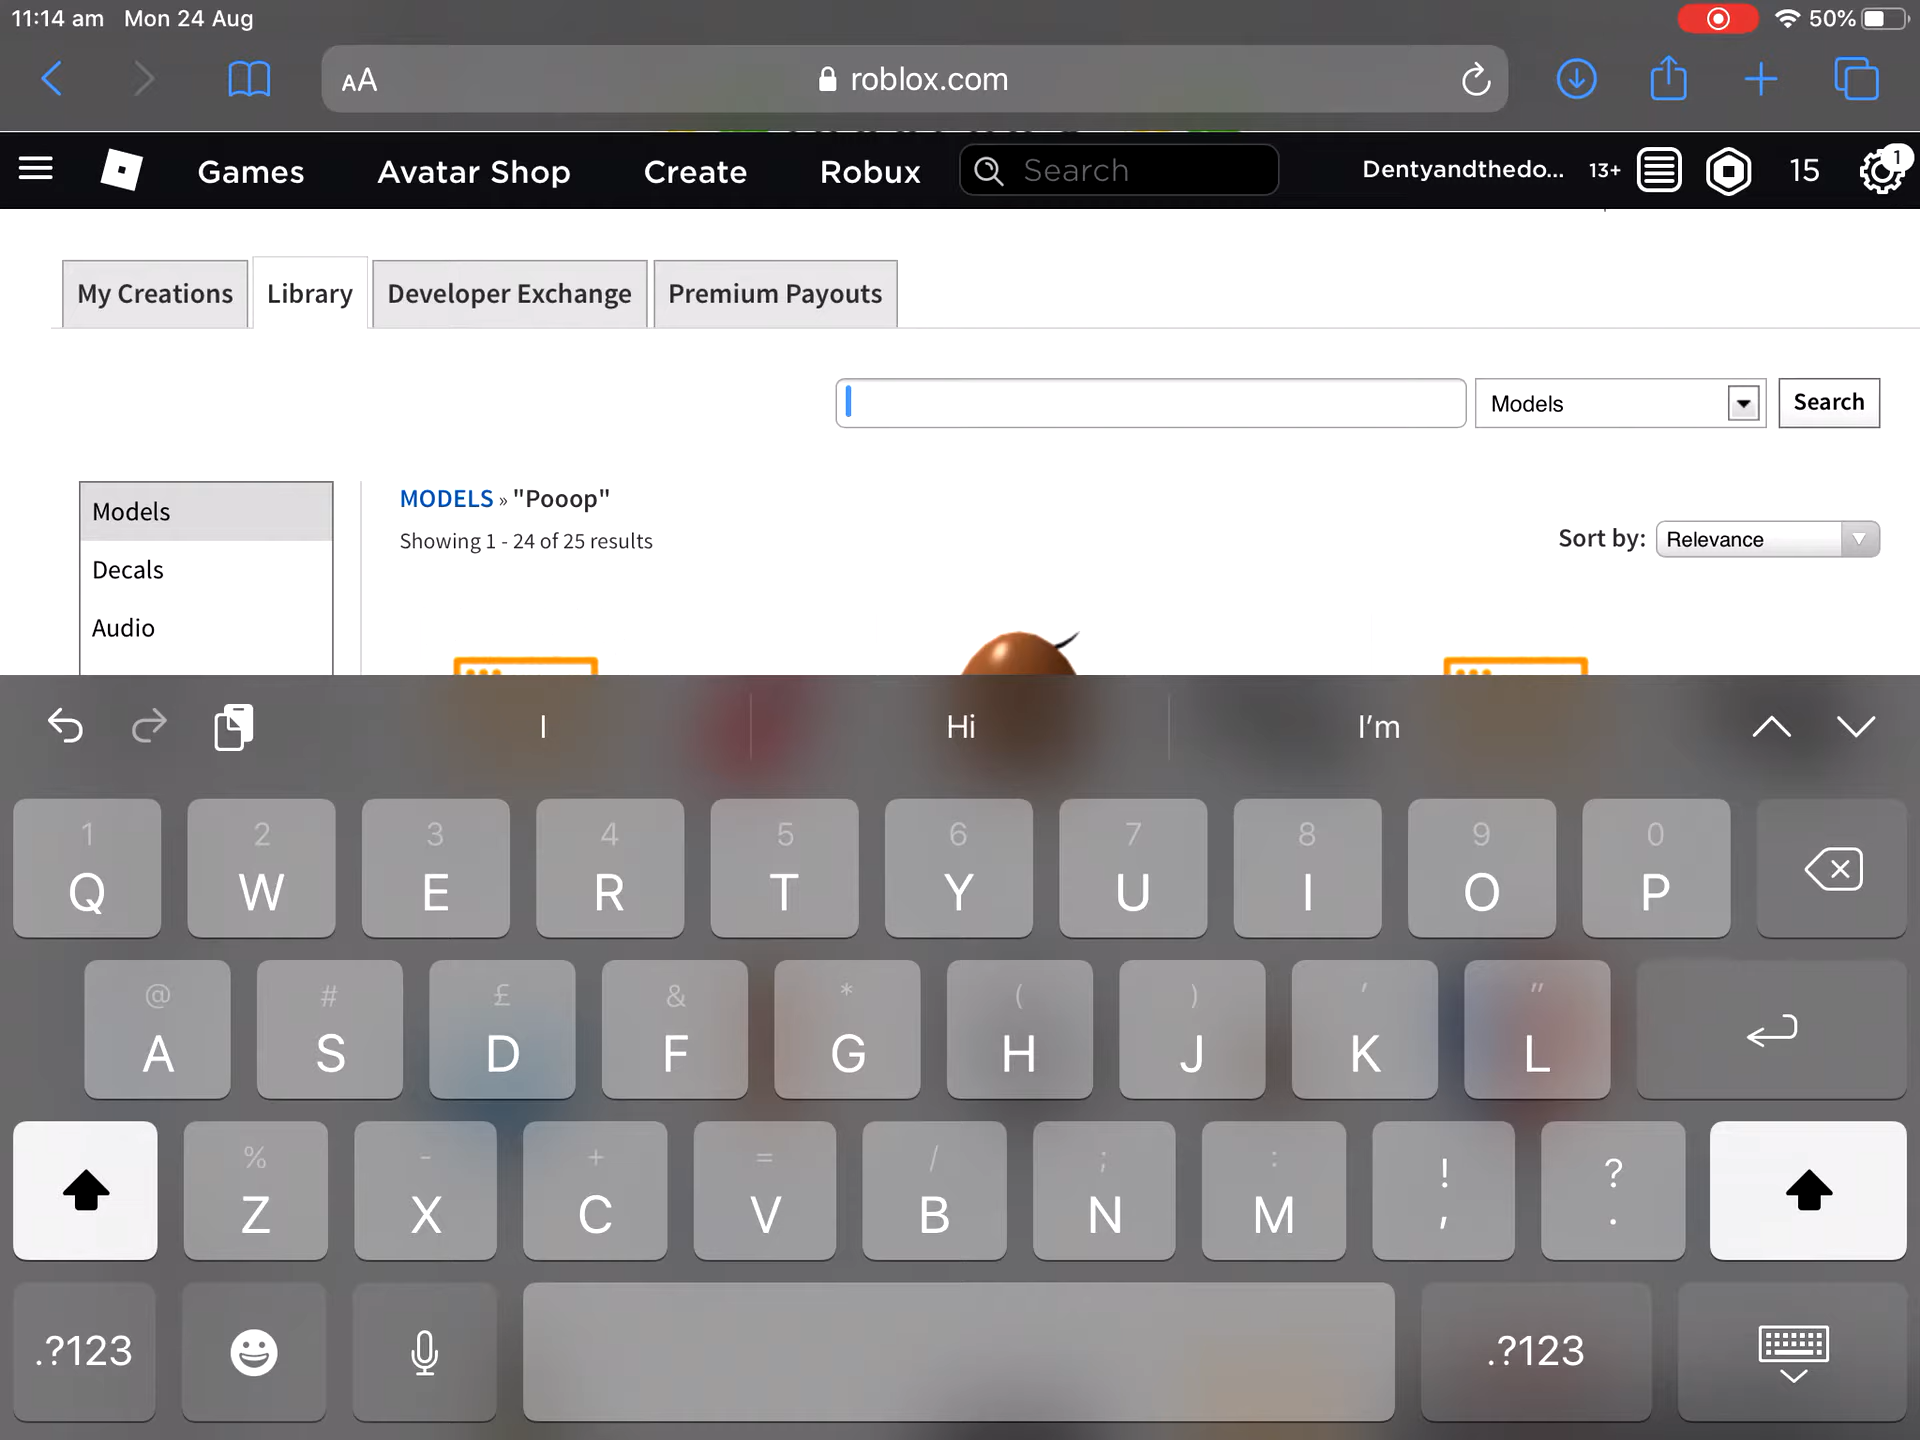 11:14 am Mon 24 Aug 50%
AA roblox.com
Games Avatar Shop Create Robux Search Dentyandthedo... 13+ 15 1
My Creations Library Developer Exchange Premium Payouts
Models Search
Models
Decals
Audio
MODELS » "Pooop"
Showing 1 - 24 of 25 results
Sort by: Relevance
I Hi I'm
1 2 3 4 5 6 7 8 9 0
Q W E R T Y U I O P
@ # £ & * ( ) ' "
A S D F G H J K L
% - + = / ; : ! ?
Z X C V B N M , .
.?123 .?123